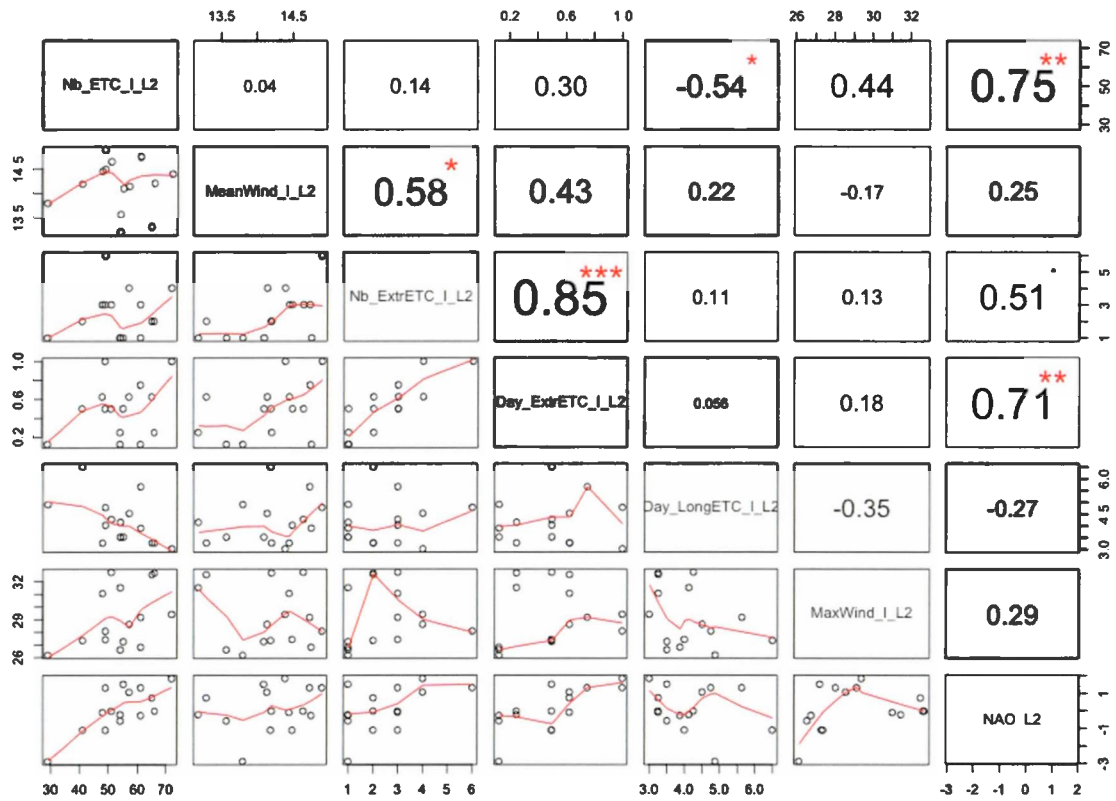 13.5 14.5 0.2 0.6 1.0 26 28 30 32
Nb_ETC_I_L2 0.04 0.14 0.30 -0.54 * 0.44 0.75 ** 30 50 70
13.5 14.5 MeanWind_I_L2 0.58 * 0.43 0.22 -0.17 0.25
Nb_ExtrETC_I_L2 0.85 *** 0.11 0.13 0.51 . 1 3 5
0.2 0.6 1.0 Day_ExtrETC_I_L2 0.056 0.18 0.71 **
Day_LongETC_I_L2 -0.35 -0.27 3.0 4.5 6.0
26 29 32 MaxWind_I_L2 0.29
NAO L2 -3 -1 1
30 40 50 60 70 1 2 3 4 5 6 3.0 4.0 5.0 6.0 -3 -2 -1 0 1 2